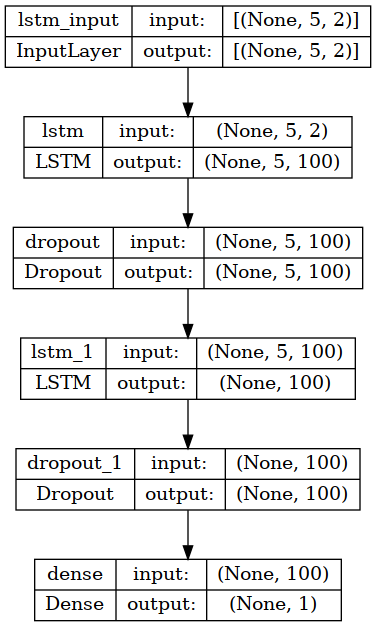 lstm_input input: [(None, 5, 2)]
InputLayer output: [(None, 5, 2)]
lstm input: (None, 5, 2)
LSTM output: (None, 5, 100)
dropout input: (None, 5, 100)
Dropout output: (None, 5, 100)
lstm_1 input: (None, 5, 100)
LSTM output: (None, 100)
dropout_1 input: (None, 100)
Dropout output: (None, 100)
dense input: (None, 100)
Dense output: (None, 1)